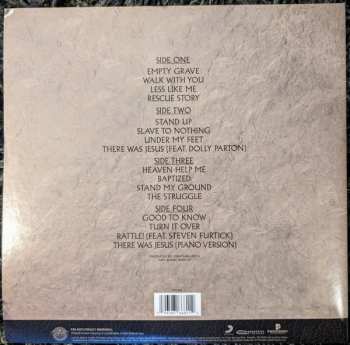 SIDE ONE
EMPTY GRAVE
WALK WITH YOU
LESS LIKE ME
RESCUE STORY
SIDE TWO
STAND UP
SLAVE TO NOTHING
UNDER MY FEET
THERE WAS JESUS (FEAT. DOLLY PARTON)
SIDE THREE
HEAVEN HELP ME
BAPTIZED
STAND MY GROUND
THE STRUGGLE
SIDE FOUR
GOOD TO KNOW
TURN IT OVER
RATTLE! (FEAT. STEVEN FURTICK)
THERE WAS JESUS (PIANO VERSION)